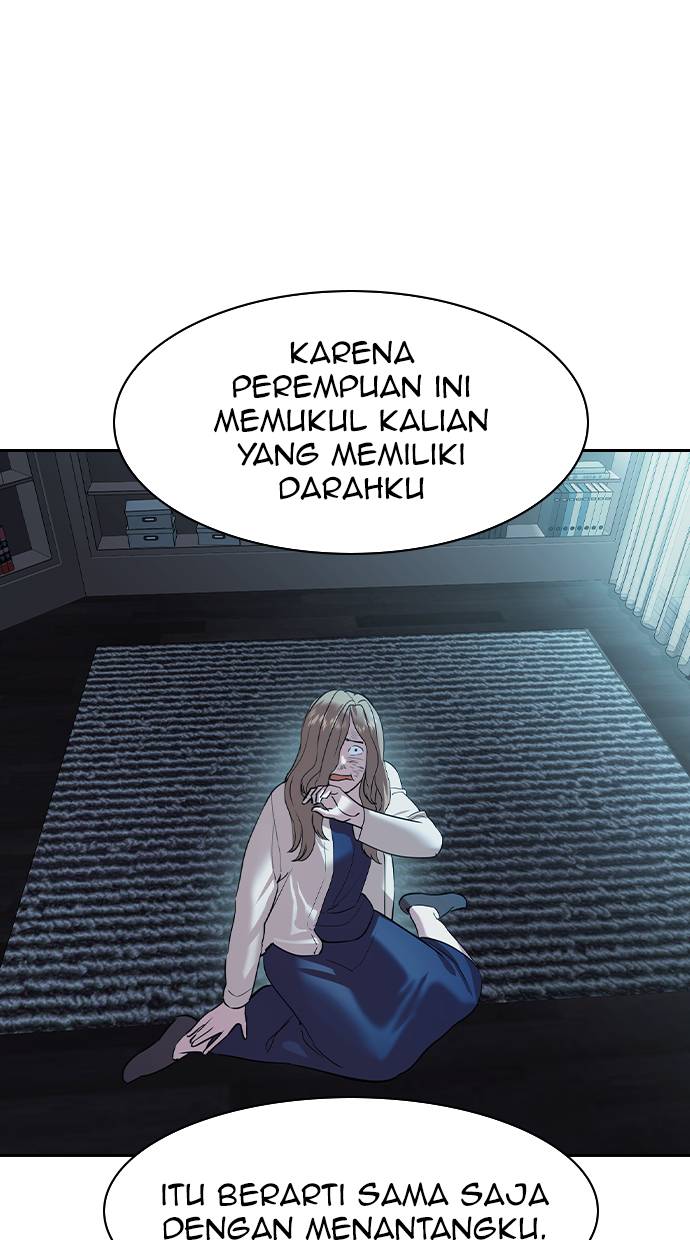 KARENA
PEREMPUAN INI
MEMUKUL KALIAN
YANG MEMILIKI
DARAHKU
ITU BERARTI SAMA SAJA
DENGAN MENANTANGKU.